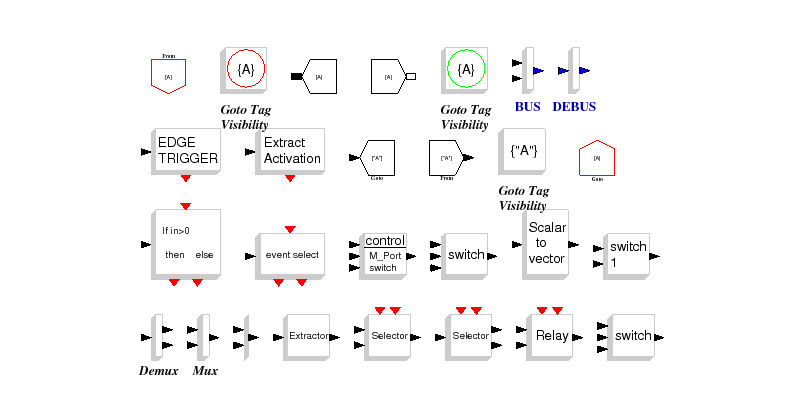 From
[A]
{A}
[A]
[A]
{A}
Goto Tag
Visibility
Goto Tag
Visibility
BUS
DEBUS
EDGE
TRIGGER
Extract
Activation
["A"]
Goto
["A"]
From
{"A"}
Goto Tag
Visibility
[A]
Goto
If in>0
then else
event select
control
M_Port
switch
switch
Scalar
to
vector
switch
1
Extractor
Selector
Selector
Relay
switch
Demux
Mux